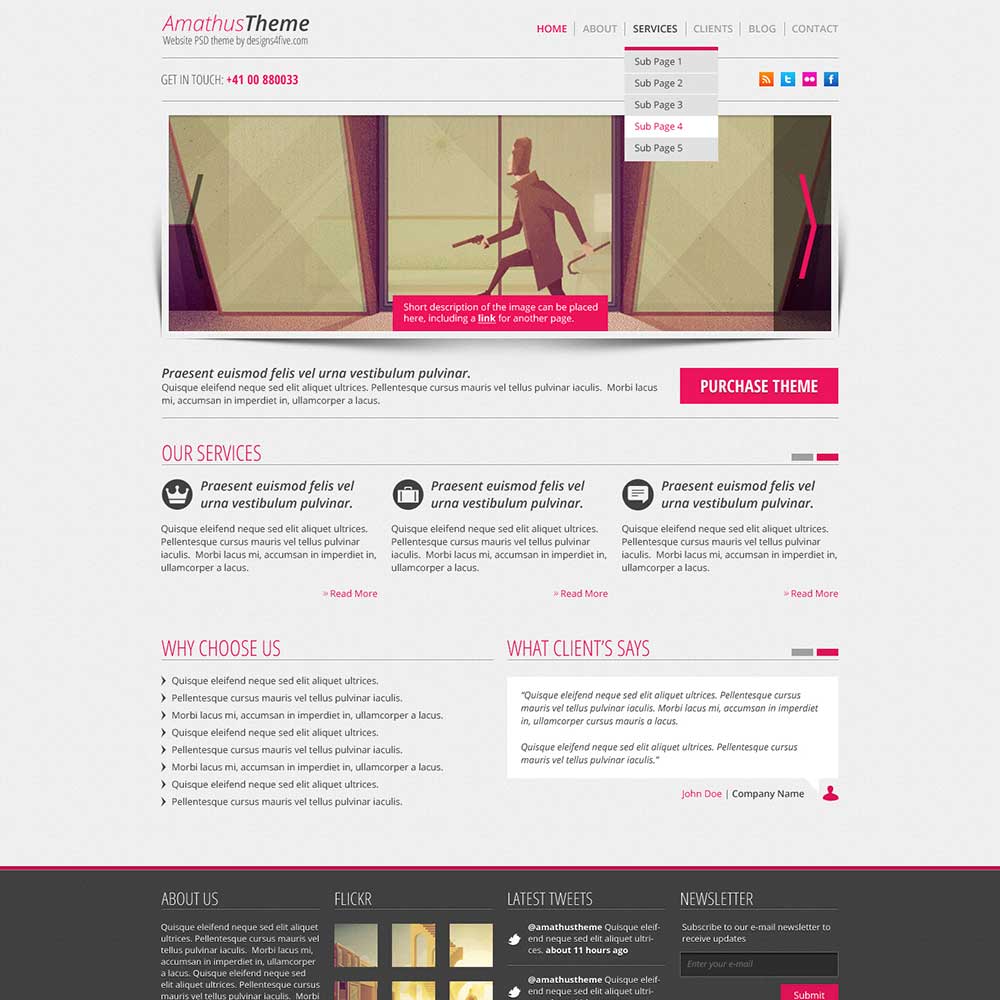 AmathusTheme
Website PSD theme by designs4five.com
HOME ABOUT SERVICES CLIENTS BLOG CONTACT
Sub Page 1
Sub Page 2
Sub Page 3
Sub Page 4
Sub Page 5
GET IN TOUCH: +41 00 880033
Short description of the image can be placed
here, including a link for another page.
Praesent euismod felis vel urna vestibulum pulvinar.
Quisque eleifend neque sed elit aliquet ultrices. Pellentesque cursus mauris vel tellus pulvinar iaculis. Morbi lacus
mi, accumsan in imperdiet in, ullamcorper a lacus.
PURCHASE THEME
OUR SERVICES
Praesent euismod felis vel
urna vestibulum pulvinar.
Quisque eleifend neque sed elit aliquet ultrices.
Pellentesque cursus mauris vel tellus pulvinar
iaculis. Morbi lacus mi, accumsan in imperdiet in,
ullamcorper a lacus.
» Read More
Praesent euismod felis vel
urna vestibulum pulvinar.
Quisque eleifend neque sed elit aliquet ultrices.
Pellentesque cursus mauris vel tellus pulvinar
iaculis. Morbi lacus mi, accumsan in imperdiet in,
ullamcorper a lacus.
» Read More
Praesent euismod felis vel
urna vestibulum pulvinar.
Quisque eleifend neque sed elit aliquet ultrices.
Pellentesque cursus mauris vel tellus pulvinar
iaculis. Morbi lacus mi, accumsan in imperdiet in,
ullamcorper a lacus.
» Read More
WHY CHOOSE US
Quisque eleifend neque sed elit aliquet ultrices.
Pellentesque cursus mauris vel tellus pulvinar iaculis.
Morbi lacus mi, accumsan in imperdiet in, ullamcorper a lacus.
Quisque eleifend neque sed elit aliquet ultrices.
Pellentesque cursus mauris vel tellus pulvinar iaculis.
Morbi lacus mi, accumsan in imperdiet in, ullamcorper a lacus.
Quisque eleifend neque sed elit aliquet ultrices.
Pellentesque cursus mauris vel tellus pulvinar iaculis.
WHAT CLIENT'S SAYS
“Quisque eleifend neque sed elit aliquet ultrices. Pellentesque cursus
mauris vel tellus pulvinar iaculis. Morbi lacus mi, accumsan in imperdiet
in, ullamcorper cursus mauris a lacus.
Quisque eleifend neque sed elit aliquet ultrices. Pellentesque cursus
mauris vel tellus pulvinar iaculis.”
John Doe | Company Name
ABOUT US
Quisque eleifend neque sed elit
aliquet ultrices. Pellentesque cursus
mauris vel tellus pulvinar
iaculis. Morbi lacus mi,
accumsan in imperdiet in, ullamcorper
a lacus. Quisque eleifend neque sed elit
aliquet ultrices. Pellentesque cursus
mauris vel tellus pulvinar iaculis. Morbi
FLICKR
LATEST TWEETS
@amathustheme Quisque eleif-
end neque sed elit aliquet ultri-
ces. about 11 hours ago
@amathustheme Quisque eleif-
end neque sed elit aliquet ultri-
NEWSLETTER
Subscribe to our e-mail newsletter to
receive updates
Enter your e-mail
Submit